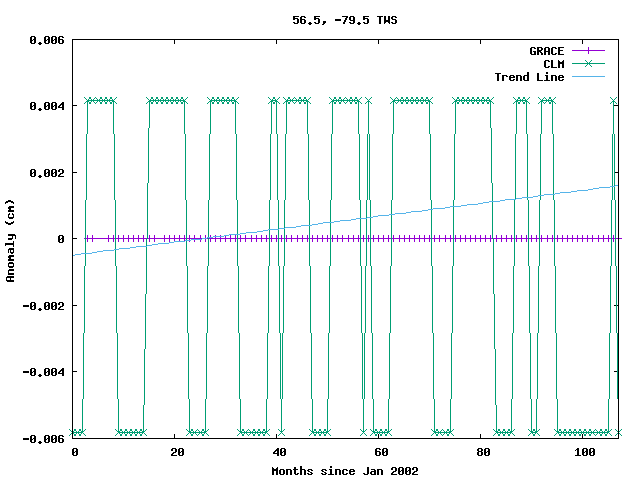 56.5, -79.5 TWS
GRACE
CLM
Trend Line
0.006
0.004
0.002
0
-0.002
-0.004
-0.006
Anomaly (cm)
0 20 40 60 80 100
Months since Jan 2002